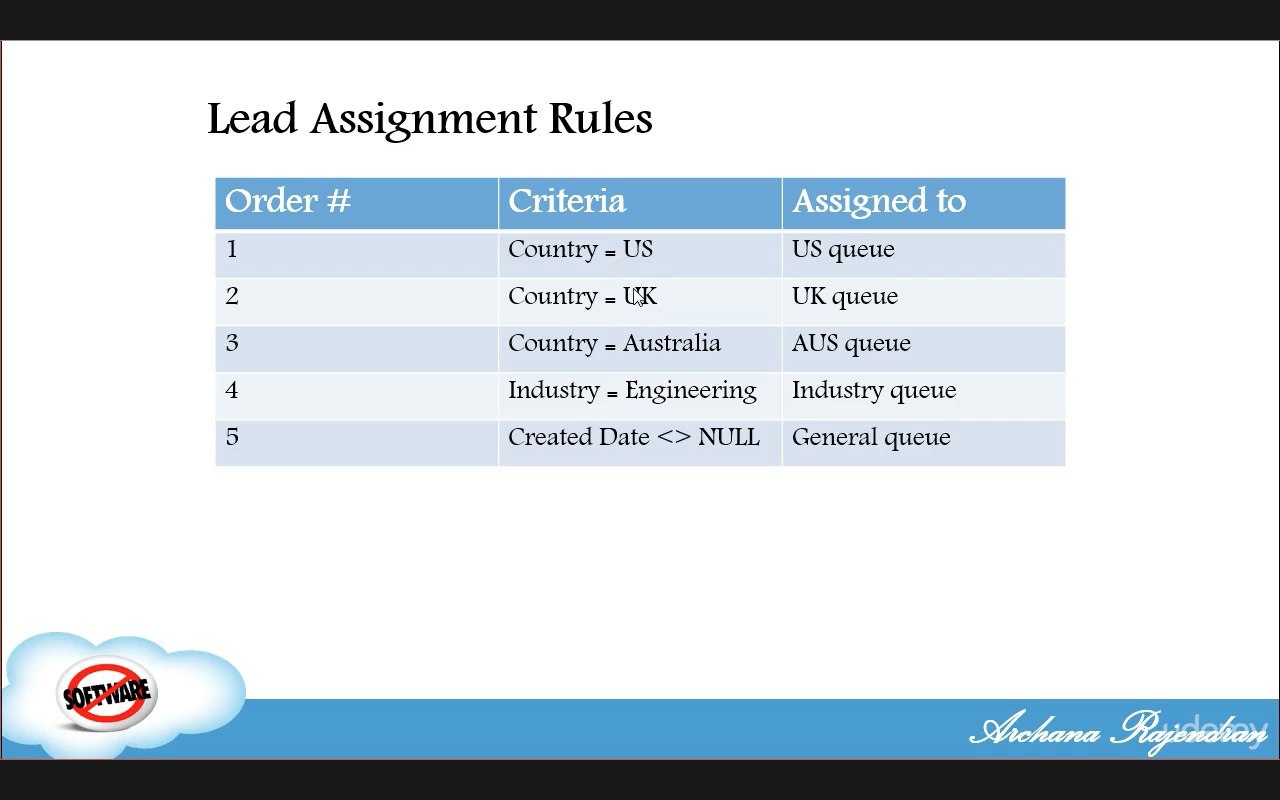 Lead Assignment Rules
Order # Criteria Assigned to
1 Country = US US queue
2 Country = UK UK queue
3 Country = Australia AUS queue
4 Industry = Engineering Industry queue
5 Created Date <> NULL General queue
SOFTWARE
Archana Rajendran
udemy